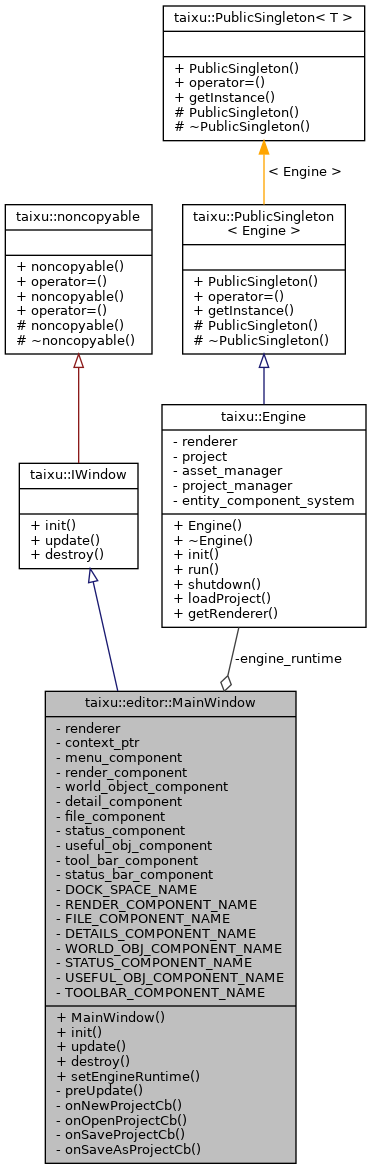 taixu::PublicSingleton< T >
+ PublicSingleton()
+ operator=()
+ getInstance()
# PublicSingleton()
# ~PublicSingleton()
< Engine >
taixu::noncopyable
+ noncopyable()
+ operator=()
+ noncopyable()
+ operator=()
# noncopyable()
# ~noncopyable()
taixu::PublicSingleton
< Engine >
+ PublicSingleton()
+ operator=()
+ getInstance()
# PublicSingleton()
# ~PublicSingleton()
taixu::Engine
- renderer
- project
- asset_manager
- project_manager
- entity_component_system
+ Engine()
+ ~Engine()
+ init()
+ run()
+ shutdown()
+ loadProject()
+ getRenderer()
taixu::IWindow
+ init()
+ update()
+ destroy()
-engine_runtime
taixu::editor::MainWindow
- renderer
- context_ptr
- menu_component
- render_component
- world_object_component
- detail_component
- file_component
- status_component
- useful_obj_component
- tool_bar_component
- status_bar_component
- DOCK_SPACE_NAME
- RENDER_COMPONENT_NAME
- FILE_COMPONENT_NAME
- DETAILS_COMPONENT_NAME
- WORLD_OBJ_COMPONENT_NAME
- STATUS_COMPONENT_NAME
- USEFUL_OBJ_COMPONENT_NAME
- TOOLBAR_COMPONENT_NAME
+ MainWindow()
+ init()
+ update()
+ destroy()
+ setEngineRuntime()
- preUpdate()
- onNewProjectCb()
- onOpenProjectCb()
- onSaveProjectCb()
- onSaveAsProjectCb()